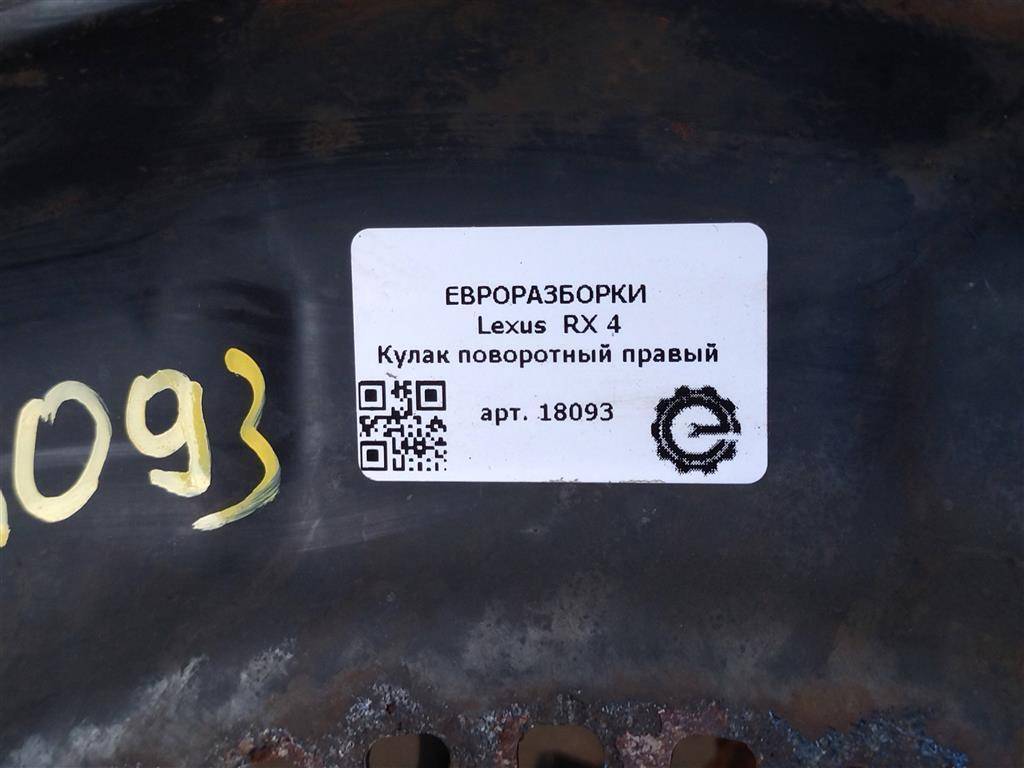 ЕВРОРАЗБОРКИ
Lexus RX 4
Кулак поворотный правый
арт. 18093
093